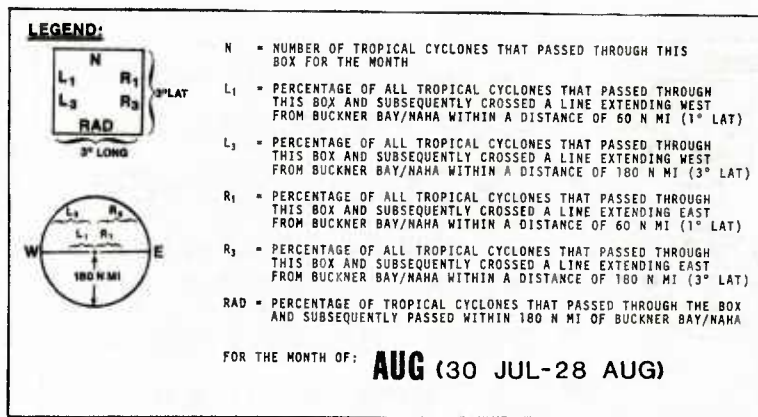 LEGEND:
N
L1 R1
L3 R3
RAD
3°LAT
3° LONG
L3 R3
L1 R1
W E
180 N MI
N = NUMBER OF TROPICAL CYCLONES THAT PASSED THROUGH THIS
BOX FOR THE MONTH
L1 = PERCENTAGE OF ALL TROPICAL CYCLONES THAT PASSED THROUGH
THIS BOX AND SUBSEQUENTLY CROSSED A LINE EXTENDING WEST
FROM BUCKNER BAY/NAHA WITHIN A DISTANCE OF 60 N MI (1° LAT)
L3 = PERCENTAGE OF ALL TROPICAL CYCLONES THAT PASSED THROUGH
THIS BOX AND SUBSEQUENTLY CROSSED A LINE EXTENDING WEST
FROM BUCKNER BAY/NAHA WITHIN A DISTANCE OF 180 N MI (3° LAT)
R1 = PERCENTAGE OF ALL TROPICAL CYCLONES THAT PASSED THROUGH
THIS BOX AND SUBSEQUENTLY CROSSED A LINE EXTENDING EAST
FROM BUCKNER BAY/NAHA WITHIN A DISTANCE OF 60 N MI (1° LAT)
R3 = PERCENTAGE OF ALL TROPICAL CYCLONES THAT PASSED THROUGH
THIS BOX AND SUBSEQUENTLY CROSSED A LINE EXTENDING EAST
FROM BUCKNER BAY/NAHA WITHIN A DISTANCE OF 180 N MI (3° LAT)
RAD = PERCENTAGE OF TROPICAL CYCLONES THAT PASSED THROUGH THE BOX
AND SUBSEQUENTLY PASSED WITHIN 180 N MI OF BUCKNER BAY/NAHA
FOR THE MONTH OF: AUG (30 JUL-28 AUG)